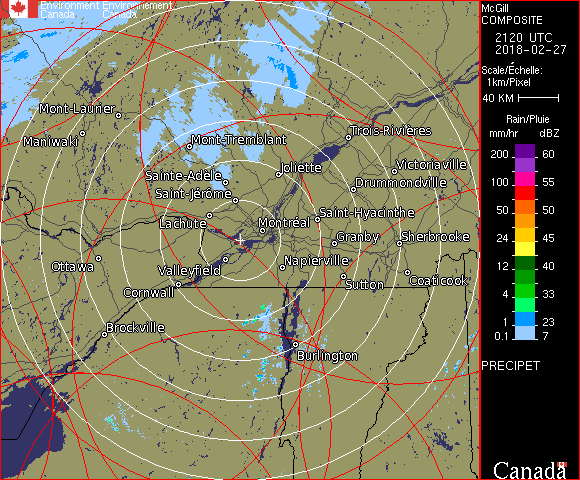 Environment Environnement
Canada Canada
McGill
COMPOSITE
2120 UTC
2018-02-27
Scale/Échelle:
1km/Pixel
40 KM
Rain/Pluie
mm/hr dBZ
200 60
100 55
50 50
24 45
12 40
4 33
1 23
0.1 7
PRECIPET
Canada
Mont-Laurier
Maniwaki
Mont-Tremblant
Trois-Rivières
Sainte-Adèle
Joliette
Victoriaville
Saint-Jérôme
Drummondville
Lachute
Montréal
Saint-Hyacinthe
Granby
Sherbrooke
Ottawa
Valleyfield
Napierville
Cornwall
Sutton
Coaticook
Brockville
Burlington